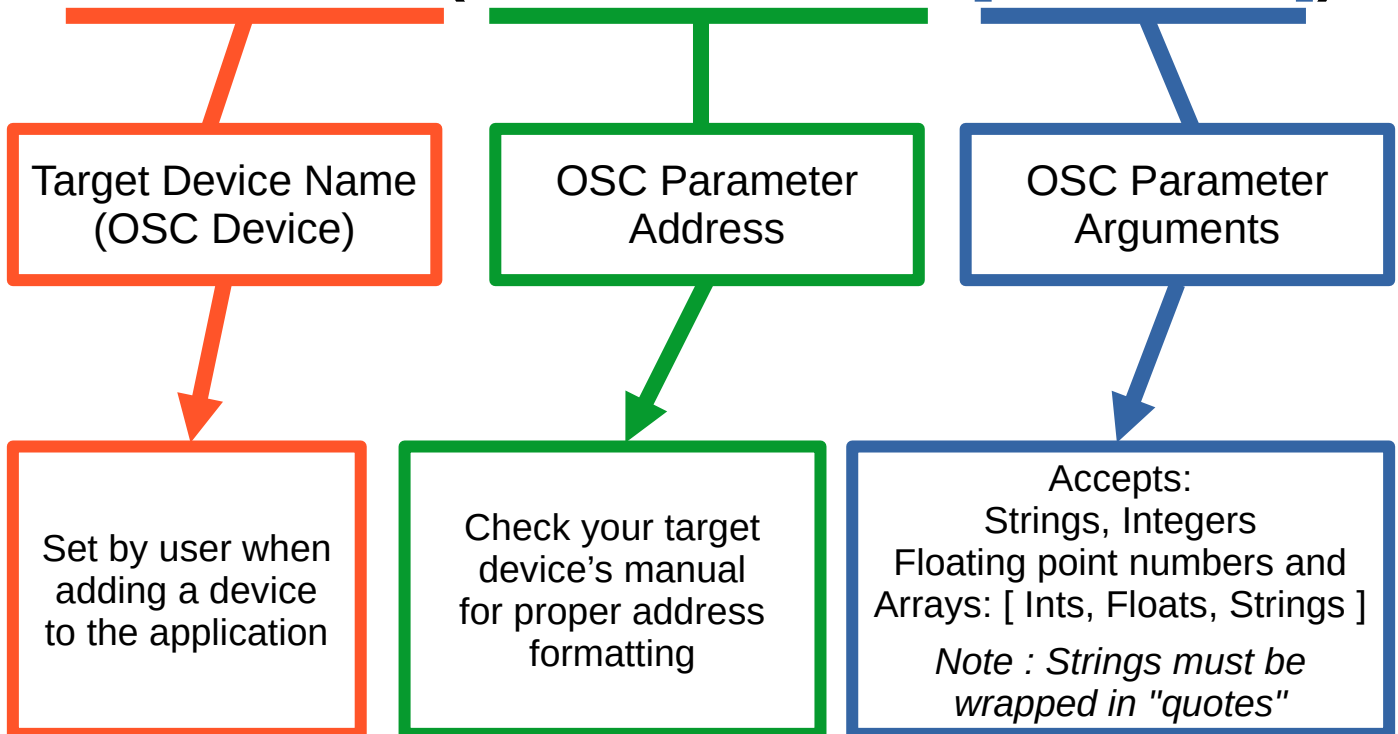 Target Device Name
(OSC Device)
OSC Parameter
Address
OSC Parameter
Arguments
Set by user when
adding a device
to the application
Check your target
device’s manual
for proper address
formatting
Accepts:
Strings, Integers
Floating point numbers and
Arrays: [ Ints, Floats, Strings ]
Note : Strings must be
wrapped in "quotes"